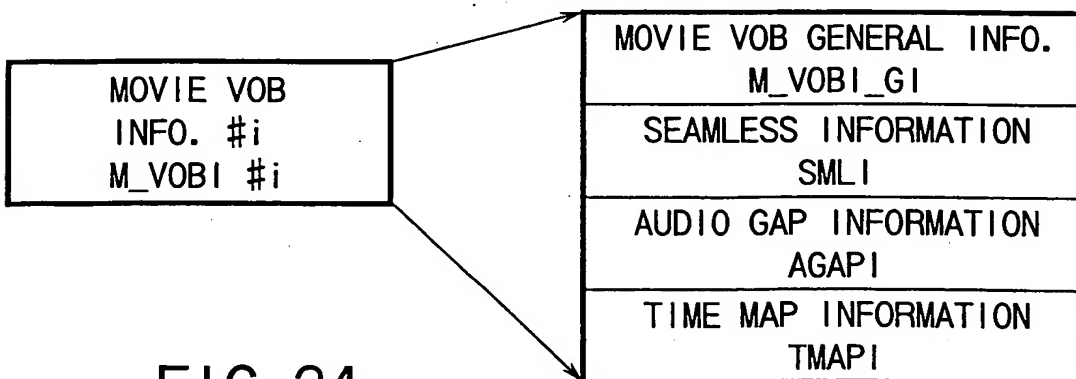 MOVIE VOB
INFO. #i
M_VOBI #i
MOVIE VOB GENERAL INFO.
M_VOBI_GI
SEAMLESS INFORMATION
SMLI
AUDIO GAP INFORMATION
AGAPI
TIME MAP INFORMATION
TMAPI